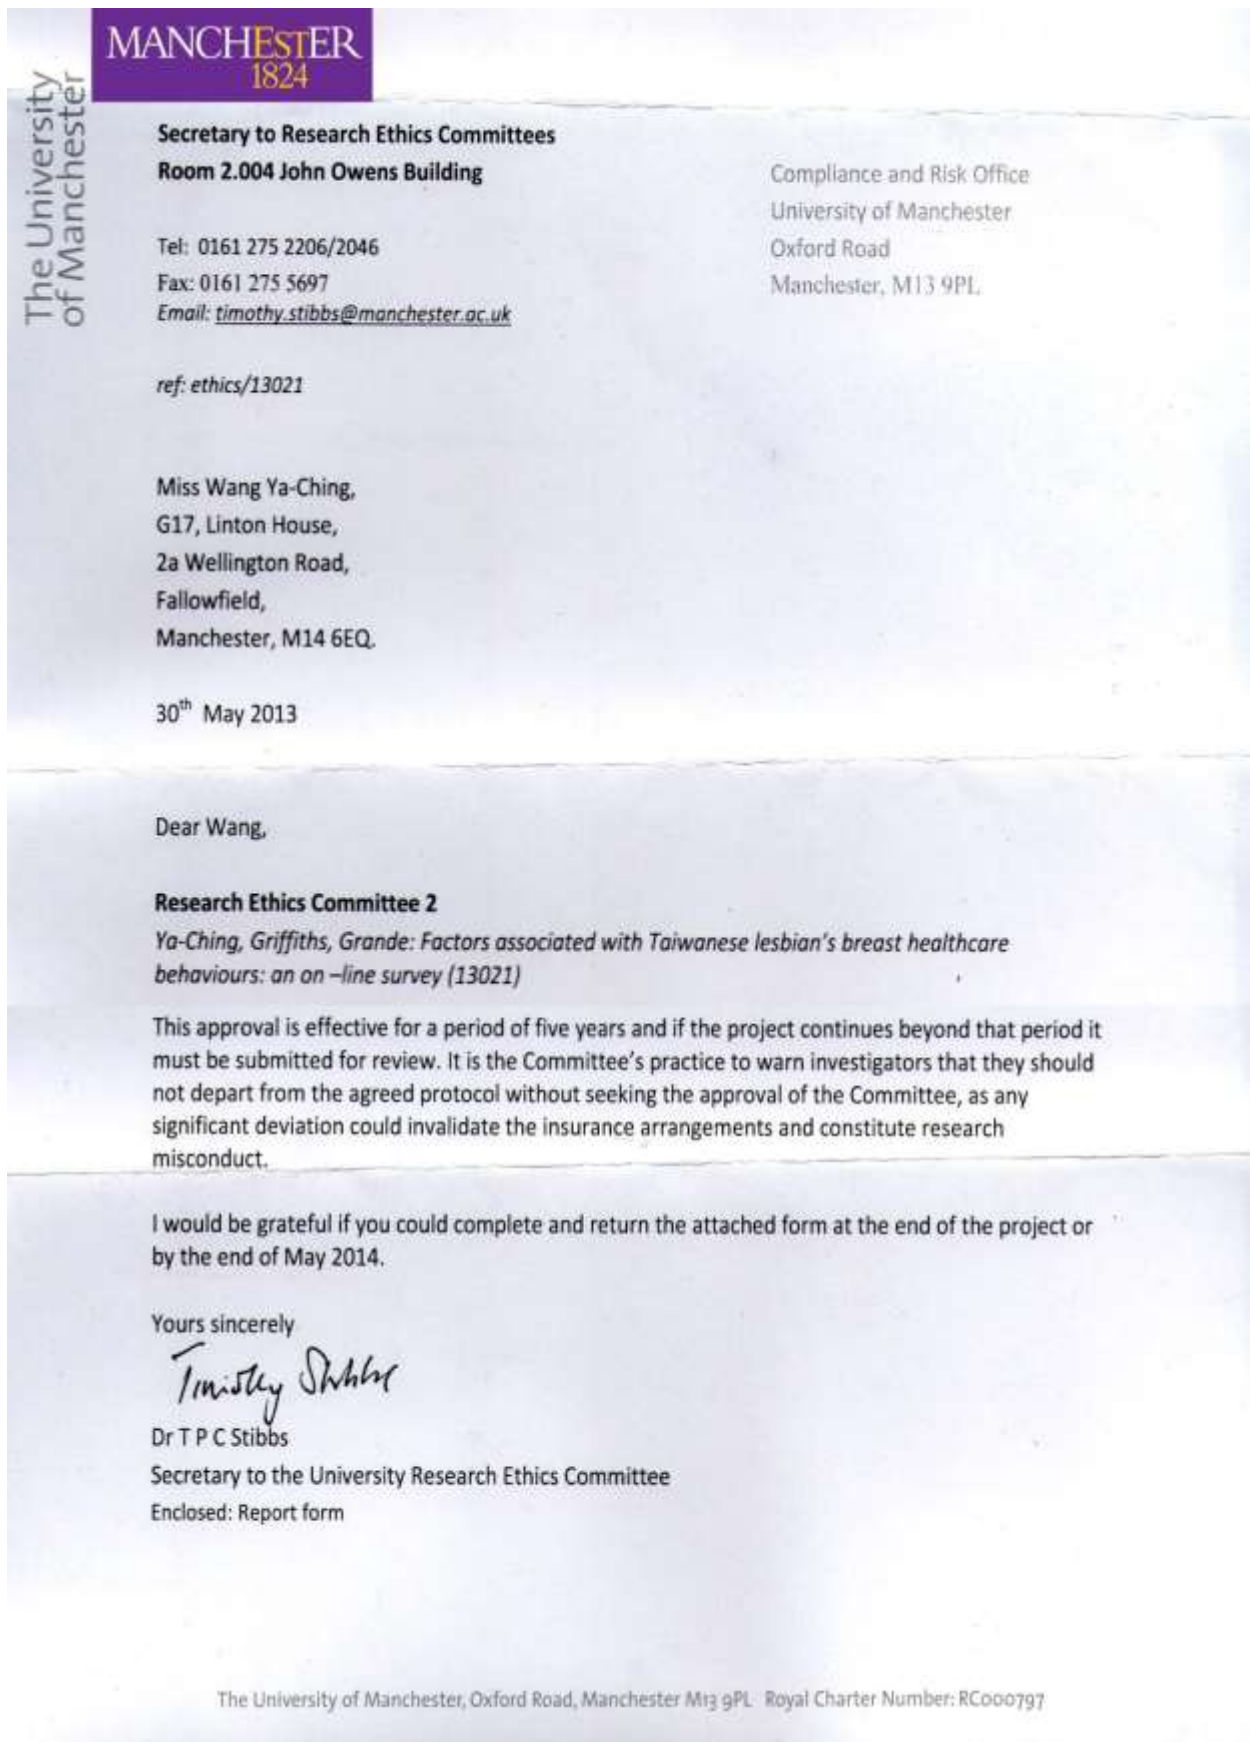 MANCHESTER
1824
The University
of Manchester
Secretary to Research Ethics Committees
Room 2.004 John Owens Building
Tel: 0161 275 2206/2046
Fax: 0161 275 5697
Email: timothy.stibbs@manchester.ac.uk
Compliance and Risk Office
University of Manchester
Oxford Road
Manchester, M13 9PL
ref: ethics/13021
Miss Wang Ya-Ching,
G17, Linton House,
2a Wellington Road,
Fallowfield,
Manchester, M14 6EQ.
30th May 2013
Dear Wang,
Research Ethics Committee 2
Ya-Ching, Griffiths, Grande: Factors associated with Taiwanese lesbian's breast healthcare
behaviours: an on –line survey (13021)
This approval is effective for a period of five years and if the project continues beyond that period it
must be submitted for review. It is the Committee's practice to warn investigators that they should
not depart from the agreed protocol without seeking the approval of the Committee, as any
significant deviation could invalidate the insurance arrangements and constitute research
misconduct.
I would be grateful if you could complete and return the attached form at the end of the project or
by the end of May 2014.
Yours sincerely
Timothy Stibbs
Dr T P C Stibbs
Secretary to the University Research Ethics Committee
Enclosed: Report form
The University of Manchester, Oxford Road, Manchester M13 9PL Royal Charter Number: RC000797